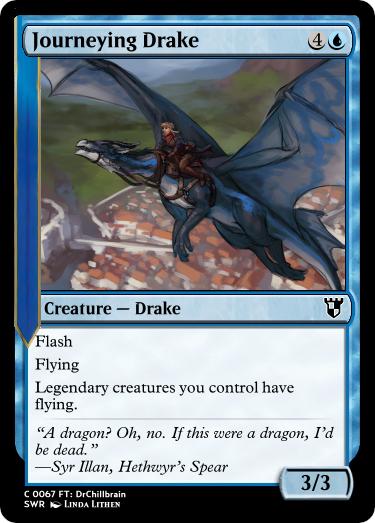 Journeying Drake 4
Creature — Drake
Flash
Flying
Legendary creatures you control have
flying.
"A dragon? Oh, no. If this were a dragon, I'd
be dead."
—Syr Illan, Hethwyr's Spear
3/3
C 0067 FT: DrChillbrain
SWR LINDA LITHEN